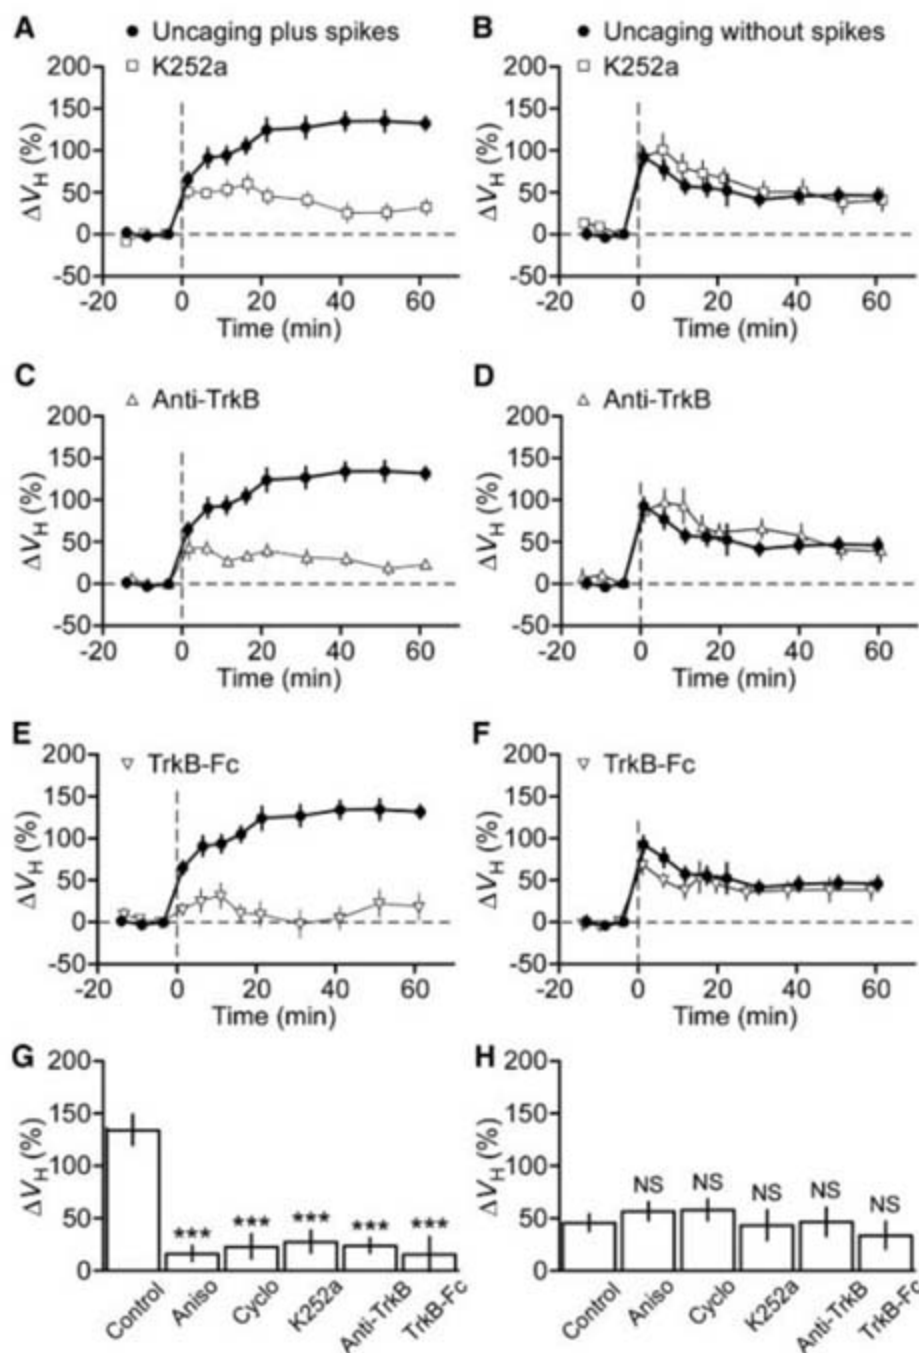 A
● Uncaging plus spikes
□ K252a
200
150
100
50
0
-50
ΔVH (%)
-20 0 20 40 60
Time (min)
B
● Uncaging without spikes
□ K252a
200
150
100
50
0
-50
ΔVH (%)
-20 0 20 40 60
Time (min)
C
△ Anti-TrkB
200
150
100
50
0
-50
ΔVH (%)
-20 0 20 40 60
Time (min)
D
△ Anti-TrkB
200
150
100
50
0
-50
ΔVH (%)
-20 0 20 40 60
Time (min)
E
▽ TrkB-Fc
200
150
100
50
0
-50
ΔVH (%)
-20 0 20 40 60
Time (min)
F
▽ TrkB-Fc
200
150
100
50
0
-50
ΔVH (%)
-20 0 20 40 60
Time (min)
G
200
150
100
50
0
ΔVH (%)
*** *** *** *** ***
Control Aniso Cyclo K252a Anti-TrkB TrkB-Fc
H
200
150
100
50
0
ΔVH (%)
NS NS NS NS NS
Control Aniso Cyclo K252a Anti-TrkB TrkB-Fc